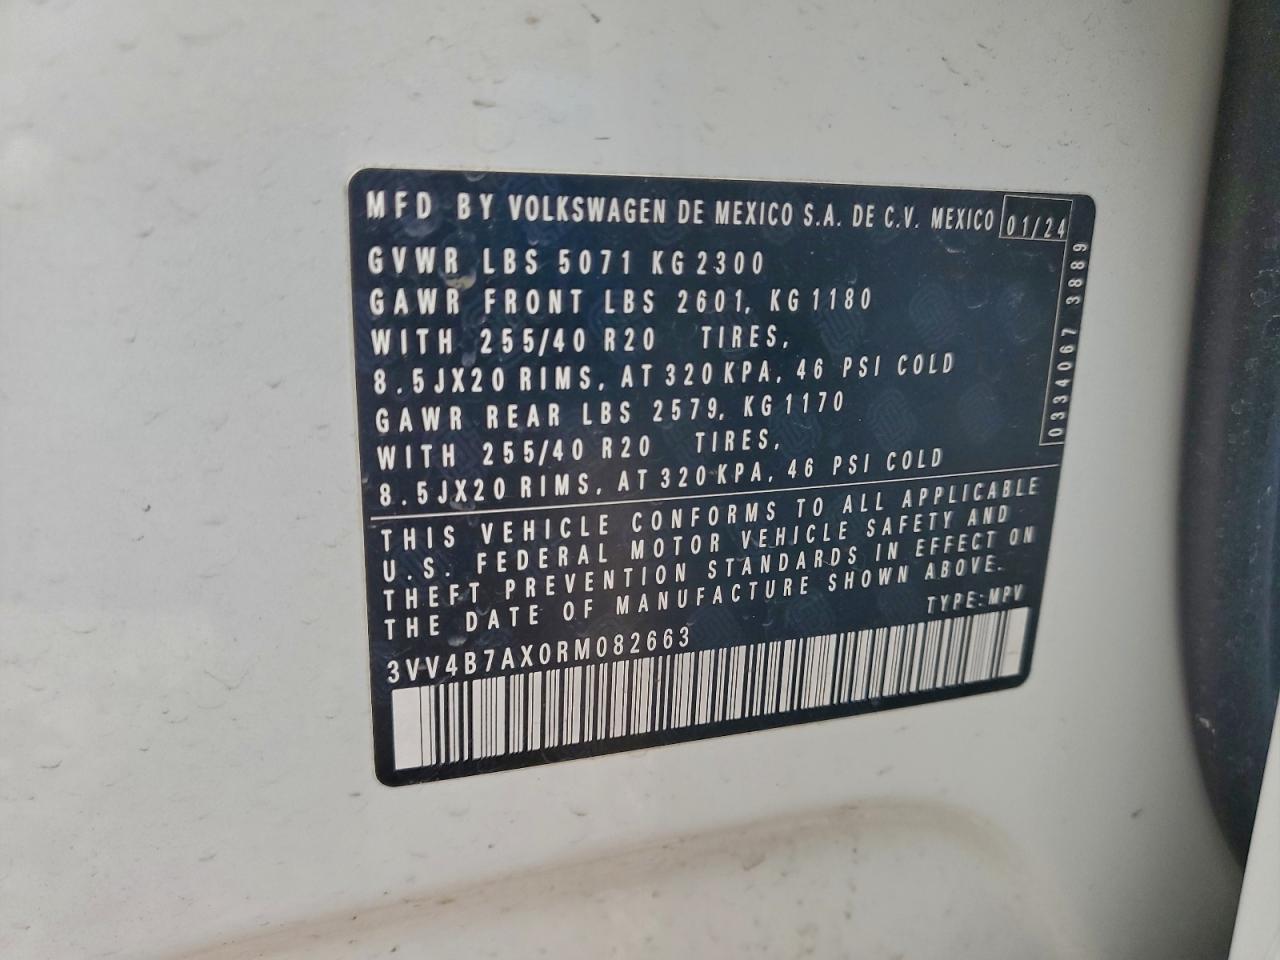 MFD BY VOLKSWAGEN DE MEXICO S.A. DE C.V. MEXICO 01/24
GVWR LBS 5071 KG 2300
GAWR FRONT LBS 2601, KG 1180
WITH 255/40 R20 TIRES,
8.5JX20 RIMS, AT 320 KPA, 46 PSI COLD
GAWR REAR LBS 2579, KG 1170
WITH 255/40 R20 TIRES,
8.5JX20 RIMS, AT 320 KPA, 46 PSI COLD
0334067 3889
THIS VEHICLE CONFORMS TO ALL APPLICABLE
U.S. FEDERAL MOTOR VEHICLE SAFETY AND
THEFT PREVENTION STANDARDS IN EFFECT ON
THE DATE OF MANUFACTURE SHOWN ABOVE.
TYPE: MPV
3VV4B7AX0RM082663